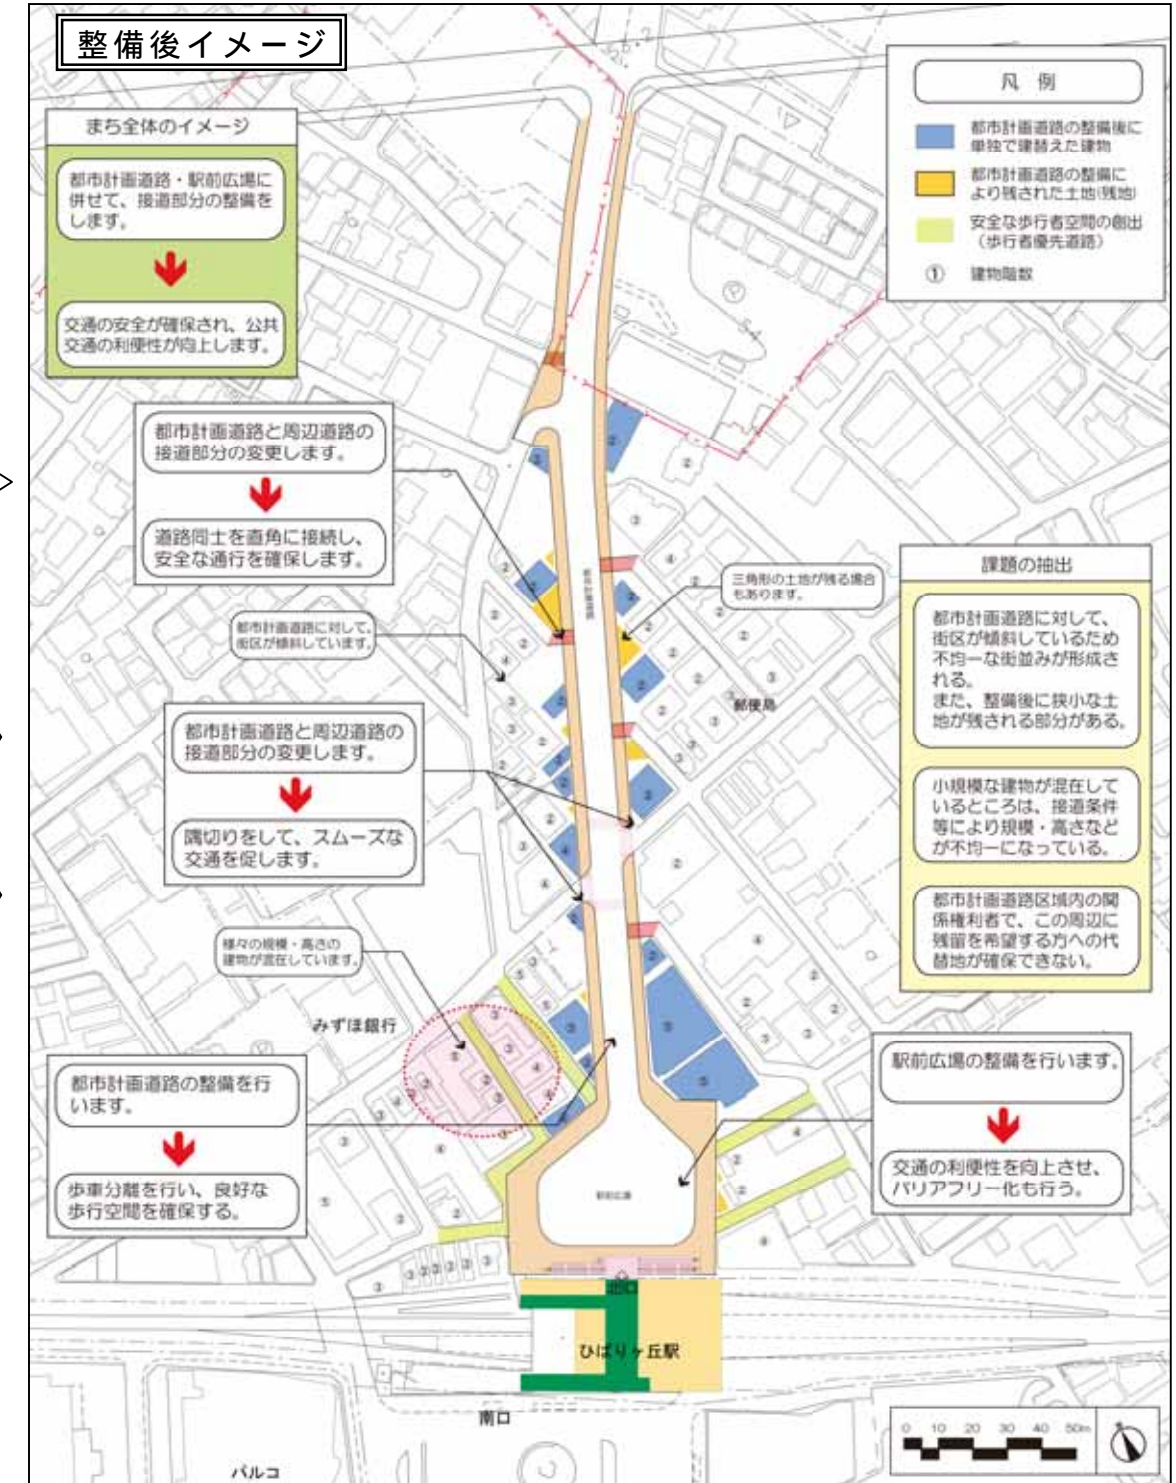 整備後イメージ
凡 例
都市計画道路の整備後に
単独で建替えた建物
都市計画道路の整備に
より残された土地(残地)
安全な歩行者空間の創出
（歩行者優先道路）
① 建物階数
まち全体のイメージ
都市計画道路・駅前広場に
併せて、接道部分の整備を
します。
交通の安全が確保され、公共
交通の利便性が向上します。
都市計画道路と周辺道路の
接道部分の変更します。
道路同士を直角に接続し、
安全な通行を確保します。
都市計画道路に対して、
街区が傾斜しています。
三角形の土地が残る場合
もあります。
都市計画道路
郵便局
都市計画道路と周辺道路の
接道部分の変更します。
隅切りをして、スムーズな
交通を促します。
様々の規模・高さの
建物が混在しています。
みずほ銀行
都市計画道路の整備を行
います。
歩車分離を行い、良好な
歩行空間を確保する。
課題の抽出
都市計画道路に対して、
街区が傾斜しているため
不均一な街並みが形成さ
れる。
また、整備後に狭小な土
地が残される部分がある。
小規模な建物が混在して
いるところは、接道条件
等により規模・高さなど
が不均一になっている。
都市計画道路区域内の関
係権利者で、この周辺に
残留を希望する方への代
替地が確保できない。
駅前広場の整備を行います。
交通の利便性を向上させ、
バリアフリー化も行う。
駅前広場
北口
ひばりヶ丘駅
南口
パルコ
0 10 20 30 40 50m